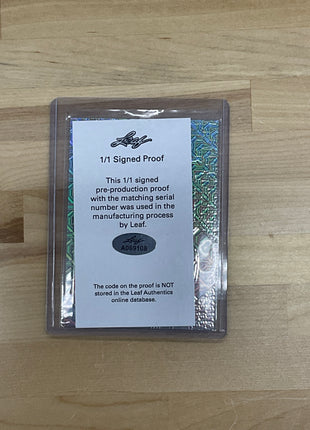 Leaf
1/1 Signed Proof
This 1/1 signed
pre-production proof
with the matching serial
number was used in the
manufacturing process
by Leaf.
Leaf
A089108
The code on the proof is NOT
stored in the Leaf Authentics
online database.